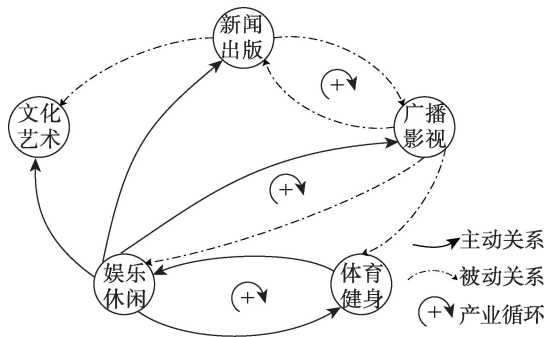 新闻
出版
文化
艺术
广播
影视
+
+
娱乐
休闲
+
体育
健身
主动关系
被动关系
+ 产业循环